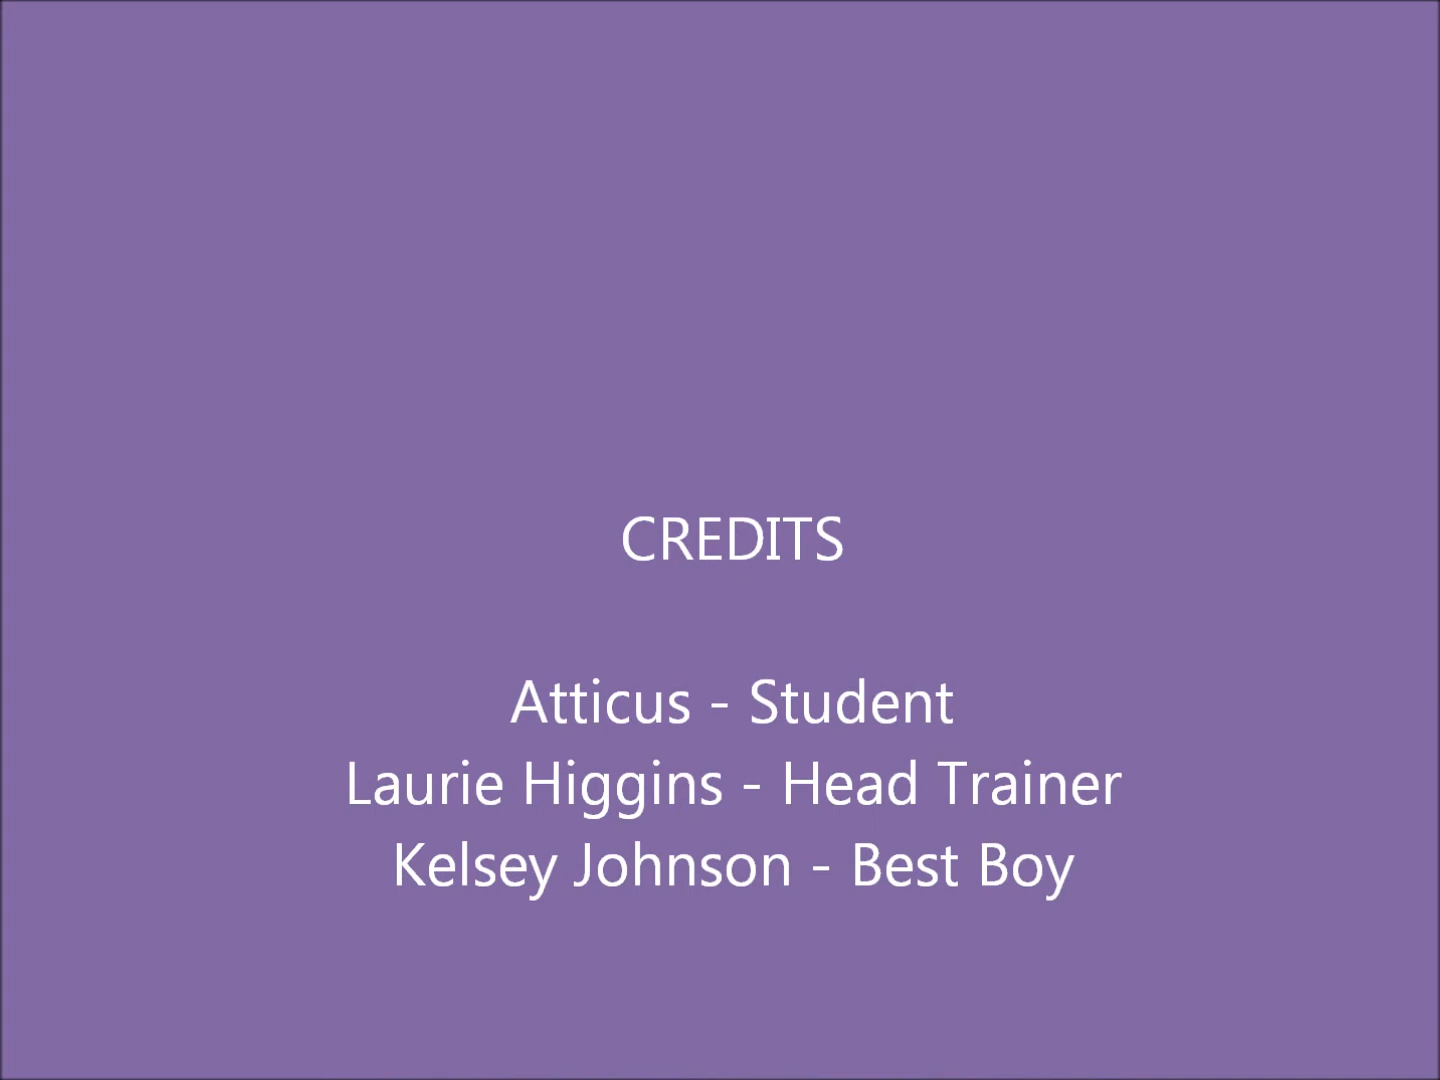 CREDITS
Atticus - Student
Laurie Higgins - Head Trainer
Kelsey Johnson - Best Boy